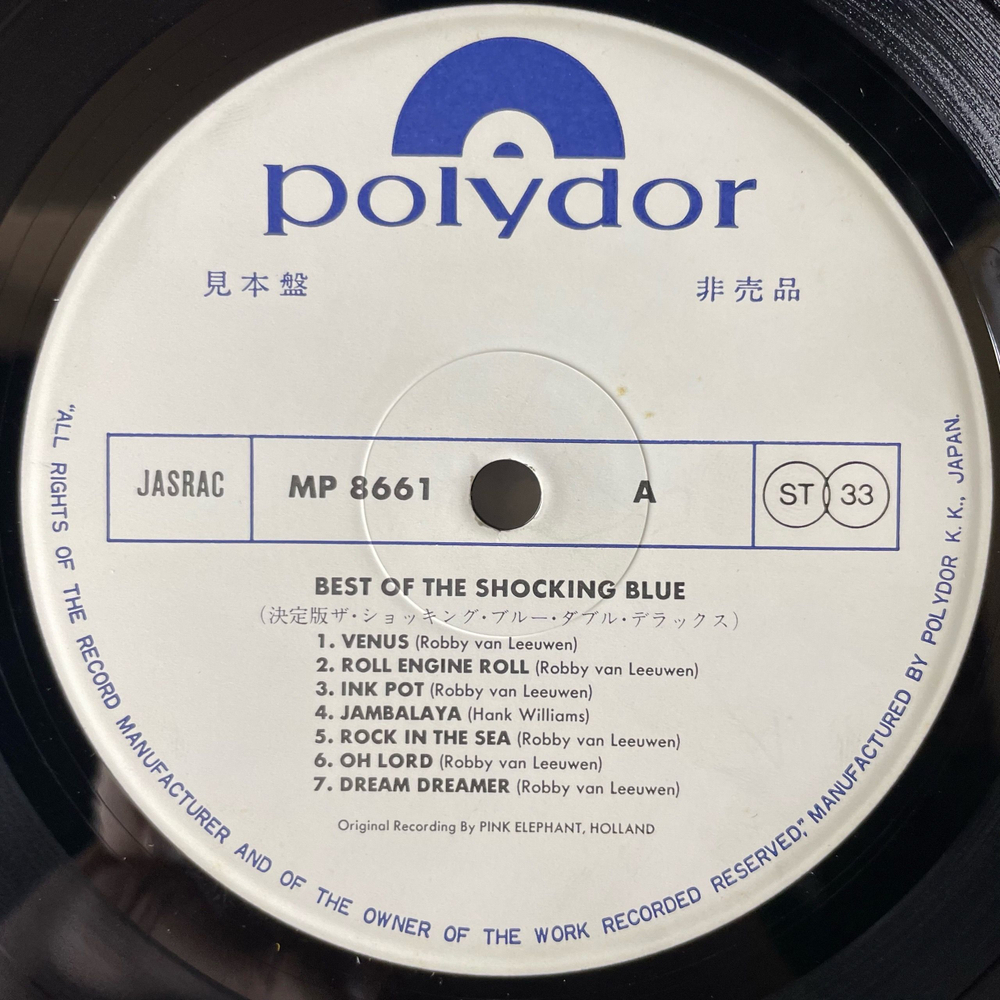 polydor
見本盤
非売品
JASRAC
MP 8661
A
ST 33
BEST OF THE SHOCKING BLUE
(決定版ザ・ショッキング・ブルー・ダブル・デラックス)
1. VENUS (Robby van Leeuwen)
2. ROLL ENGINE ROLL (Robby van Leeuwen)
3. INK POT (Robby van Leeuwen)
4. JAMBALAYA (Hank Williams)
5. ROCK IN THE SEA (Robby van Leeuwen)
6. OH LORD (Robby van Leeuwen)
7. DREAM DREAMER (Robby van Leeuwen)
Original Recording By PINK ELEPHANT, HOLLAND
"ALL RIGHTS OF THE RECORD MANUFACTURER AND OF THE OWNER OF THE WORK RECORDED RESERVED," MANUFACTURED BY POLYDOR K. K., JAPAN.